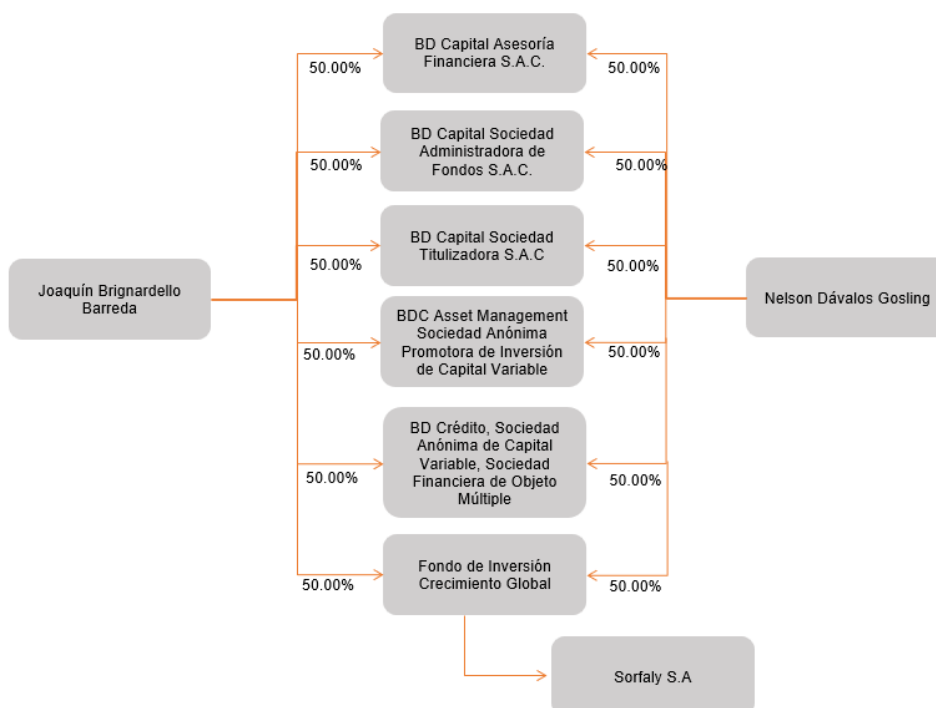 BD Capital Asesoría
Financiera S.A.C.
50.00%
50.00%
BD Capital Sociedad
Administradora de
Fondos S.A.C.
50.00%
50.00%
BD Capital Sociedad
Titulizadora S.A.C
50.00%
50.00%
Joaquín Brignardello
Barreda
Nelson Dávalos Gosling
BDC Asset Management
Sociedad Anónima
Promotora de Inversión
de Capital Variable
50.00%
50.00%
BD Crédito, Sociedad
Anónima de Capital
Variable, Sociedad
Financiera de Objeto
Múltiple
50.00%
50.00%
Fondo de Inversión
Crecimiento Global
50.00%
50.00%
Sorfaly S.A